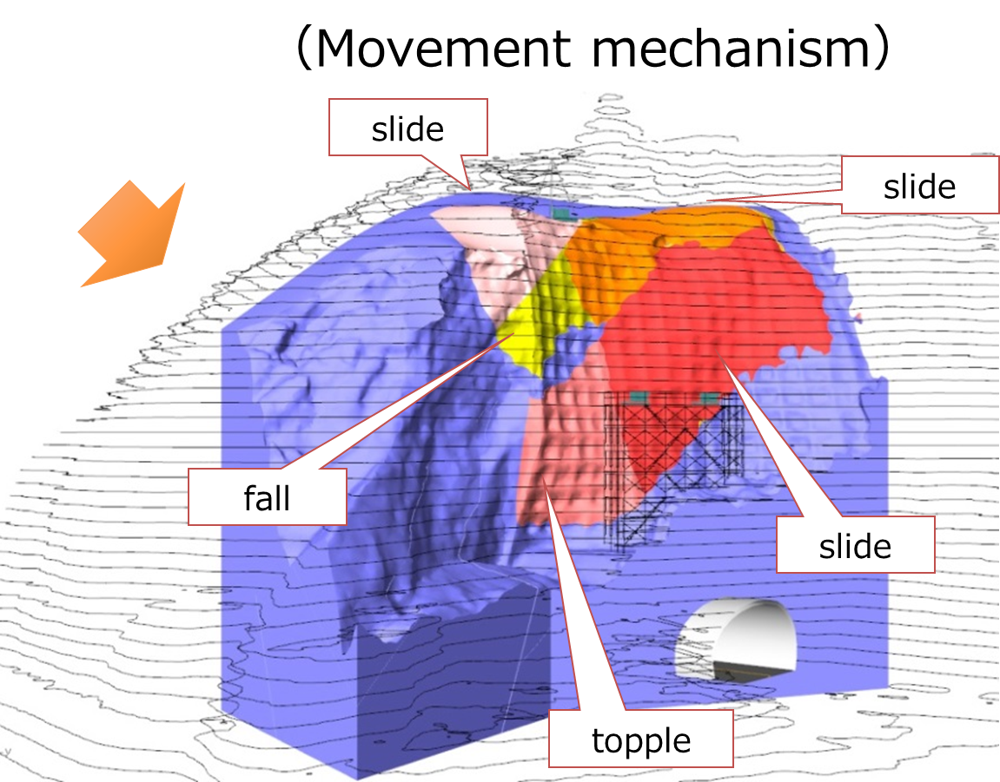 （Movement mechanism）
slide
slide
fall
slide
topple